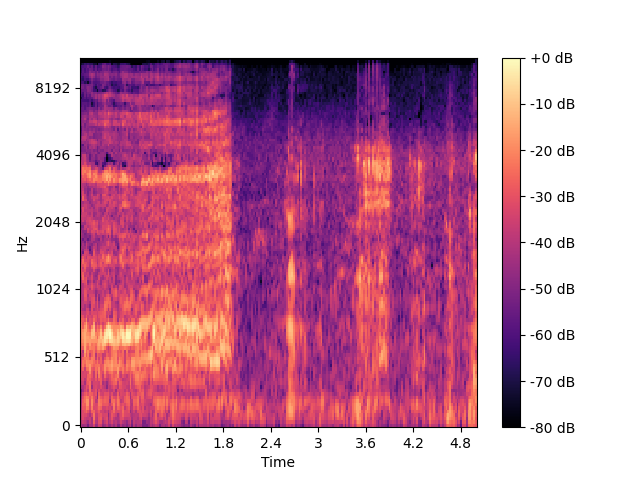 Hz
8192
4096
2048
1024
512
0
0 0.6 1.2 1.8 2.4 3 3.6 4.2 4.8
Time
+0 dB
-10 dB
-20 dB
-30 dB
-40 dB
-50 dB
-60 dB
-70 dB
-80 dB